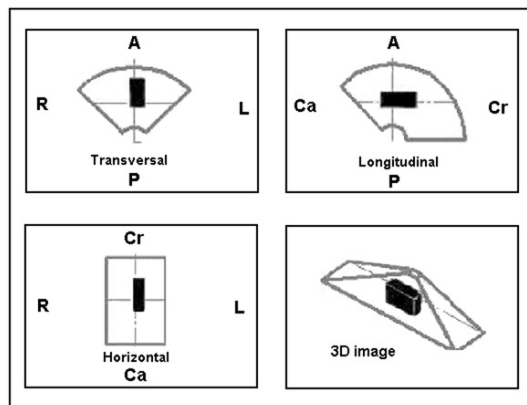 A
R
L
Transversal
P
A
Ca
Cr
Longitudinal
P
Cr
R
L
Horizontal
Ca
3D image